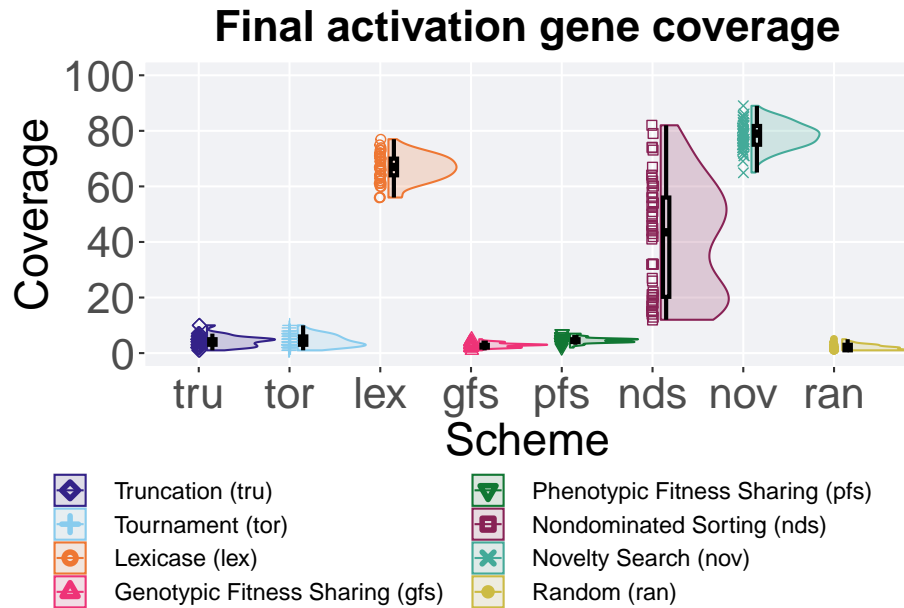 Final activation gene coverage
Coverage
100
80
60
40
20
0
tru tor lex gfs pfs nds nov ran
Scheme
Truncation (tru)
Tournament (tor)
Lexicase (lex)
Genotypic Fitness Sharing (gfs)
Phenotypic Fitness Sharing (pfs)
Nondominated Sorting (nds)
Novelty Search (nov)
Random (ran)